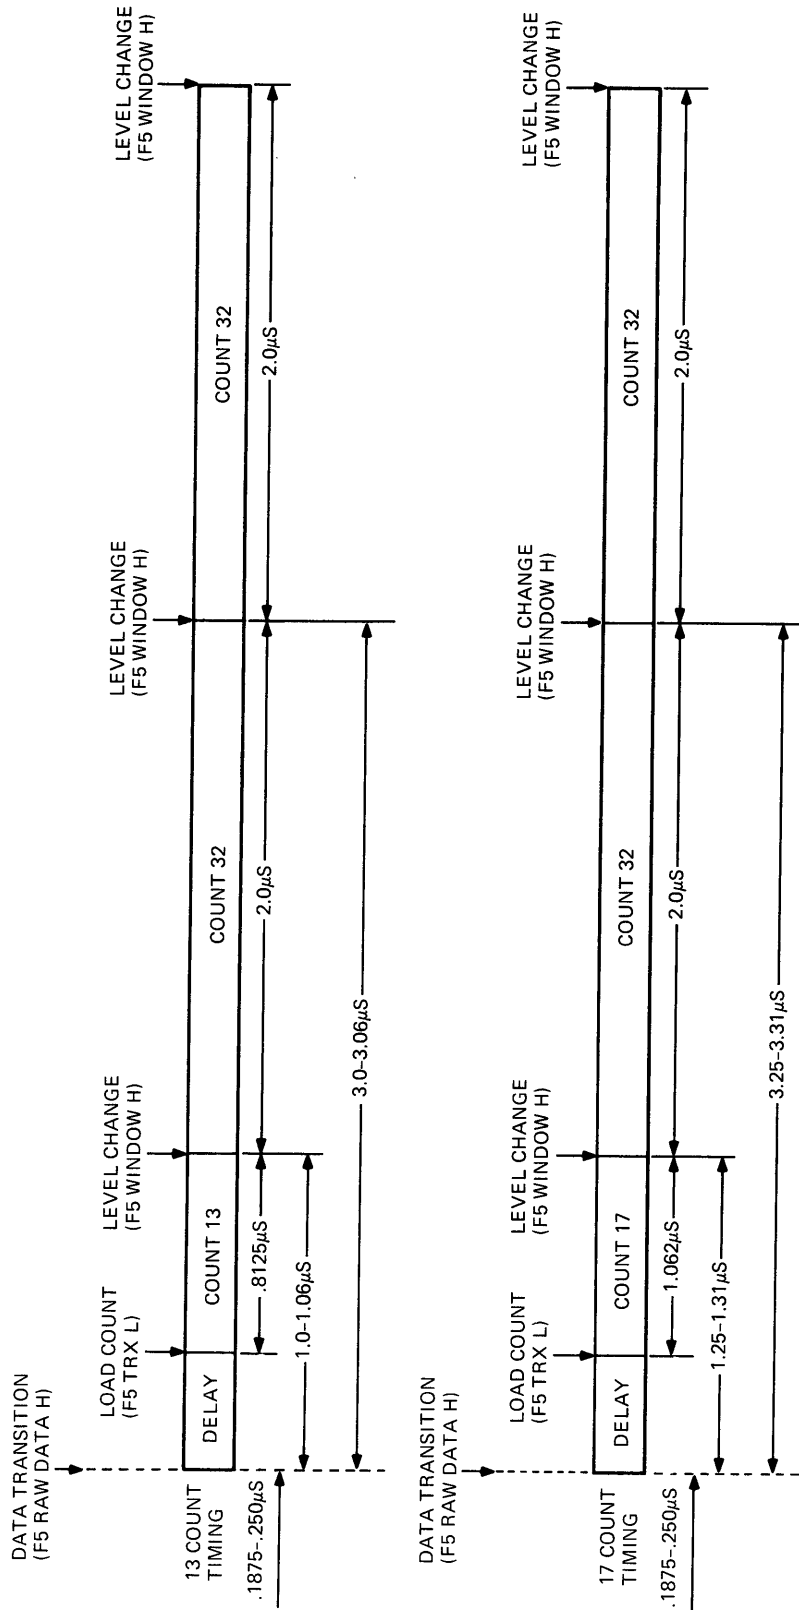 DATA TRANSITION
(F5 RAW DATA H)
LOAD COUNT
(F5 TRX L)
LEVEL CHANGE
(F5 WINDOW H)
LEVEL CHANGE
(F5 WINDOW H)
LEVEL CHANGE
(F5 WINDOW H)
13 COUNT
TIMING
DELAY
COUNT 13
COUNT 32
COUNT 32
.1875-.250µS
.8125µS
2.0µS
2.0µS
1.0-1.06µS
3.0-3.06µS
DATA TRANSITION
(F5 RAW DATA H)
LOAD COUNT
(F5 TRX L)
LEVEL CHANGE
(F5 WINDOW H)
LEVEL CHANGE
(F5 WINDOW H)
LEVEL CHANGE
(F5 WINDOW H)
17 COUNT
TIMING
DELAY
COUNT 17
COUNT 32
COUNT 32
.1875-.250µS
1.062µS
2.0µS
2.0µS
1.25-1.31µS
3.25-3.31µS